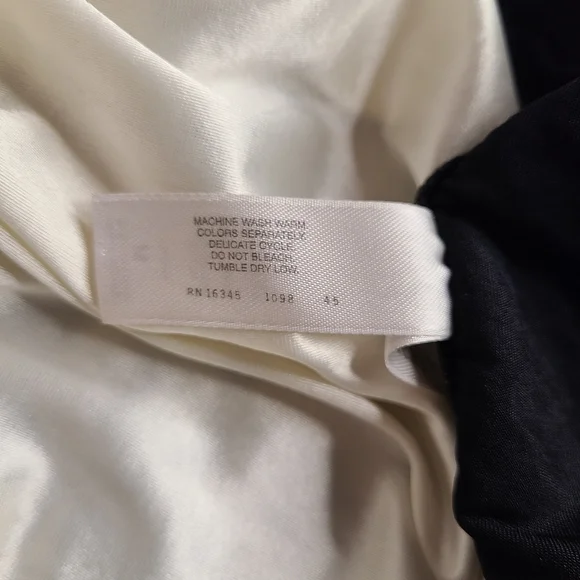 MACHINE WASH WARM
COLORS SEPARATELY.
DELICATE CYCLE.
DO NOT BLEACH.
TUMBLE DRY LOW.
RN 16345 1098 45